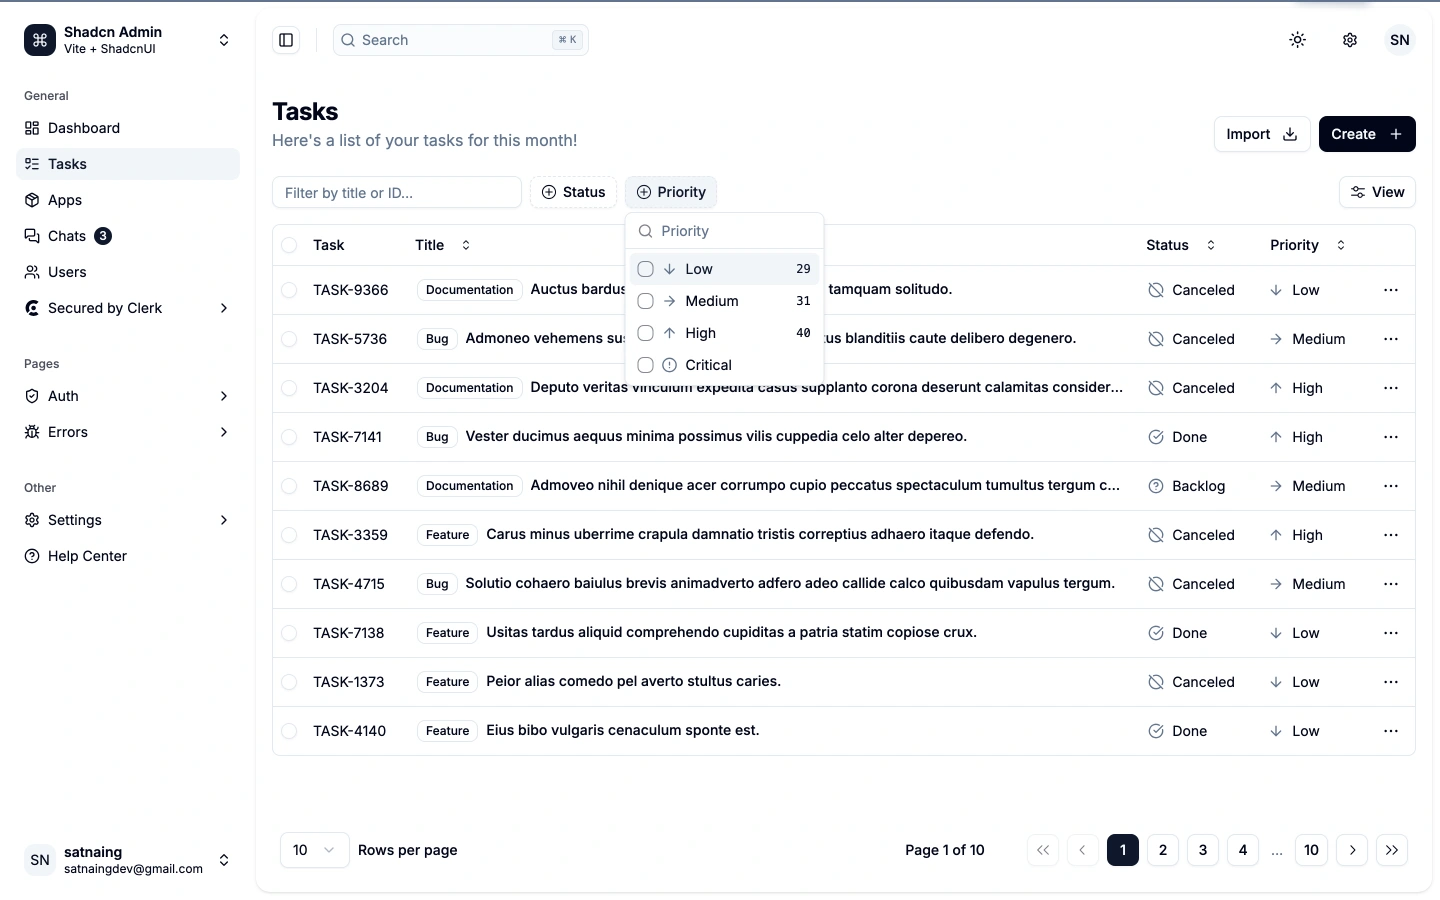 Shadcn Admin
Vite + ShadcnUI
General
Dashboard
Tasks
Apps
Chats 3
Users
Secured by Clerk
Pages
Auth
Errors
Other
Settings
Help Center
SN satnaing
satnaingdev@gmail.com
Search ⌘ K
SN
Tasks
Here's a list of your tasks for this month!
Import
Create
Filter by title or ID...
Status
Priority
View
Priority
Low 29
Medium 31
High 40
Critical
Task Title Status Priority
TASK-9366 Documentation Auctus bardus tamquam solitudo. Canceled Low
TASK-5736 Bug Admoneo vehemens sus blanditiis caute delibero degenero. Canceled Medium
TASK-3204 Documentation Deputo veritas vinculum expedita casus supplanto corona deserunt calamitas consider... Canceled High
TASK-7141 Bug Vester ducimus aequus minima possimus vilis cuppedia celo alter depereo. Done High
TASK-8689 Documentation Admoveo nihil denique acer corrumpo cupio peccatus spectaculum tumultus tergum c... Backlog Medium
TASK-3359 Feature Carus minus uberrime crapula damnatio tristis correptius adhaero itaque defendo. Canceled High
TASK-4715 Bug Solutio cohaero baiulus brevis animadverto adfero adeo callide calco quibusdam vapulus tergum. Canceled Medium
TASK-7138 Feature Usitas tardus aliquid comprehendo cupiditas a patria statim copiose crux. Done Low
TASK-1373 Feature Peior alias comedo pel averto stultus caries. Canceled Low
TASK-4140 Feature Eius bibo vulgaris cenaculum sponte est. Done Low
10 Rows per page
Page 1 of 10
1 2 3 4 ... 10